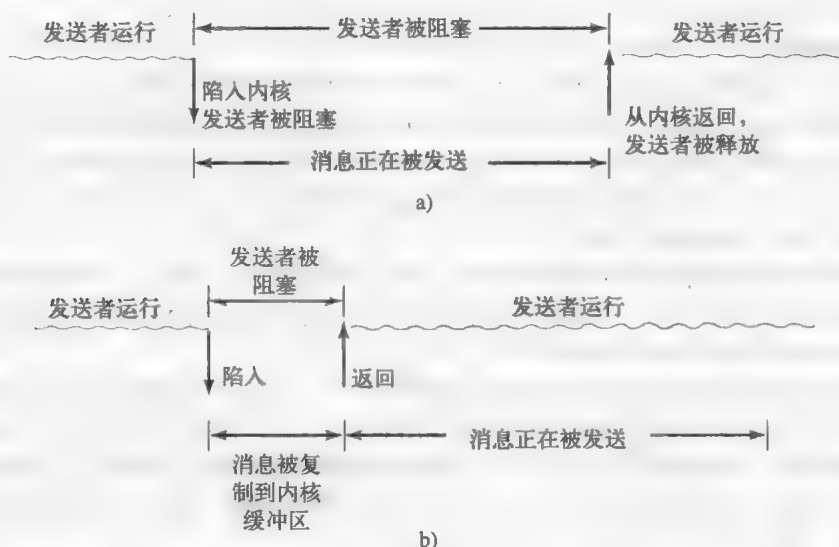 发送者运行
发送者被阻塞
发送者运行
陷入内核
发送者被阻塞
从内核返回，
发送者被释放
消息正在被发送
a)
发送者被
阻塞
发送者运行
发送者运行
陷入
返回
消息正在被发送
消息被复
制到内核
缓冲区
b)